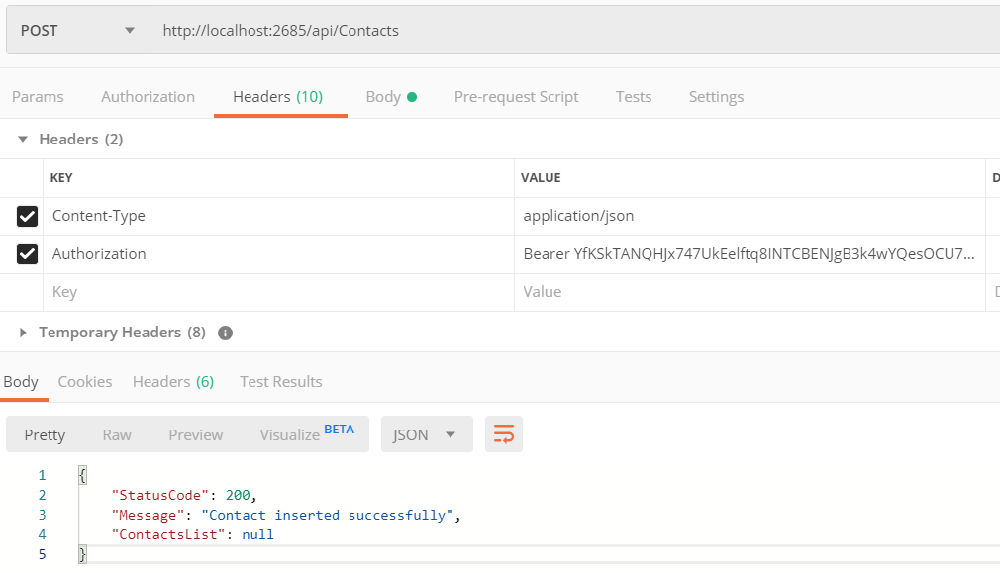 POST http://localhost:2685/api/Contacts
Params Authorization Headers (10) Body Pre-request Script Tests Settings
Headers (2)
KEY VALUE D
Content-Type application/json
Authorization Bearer YfKSkTANQHJx747UkEelftq8INTCBENJgB3k4wYQesOCU7...
Key Value D
Temporary Headers (8) i
Body Cookies Headers (6) Test Results
Pretty Raw Preview Visualize BETA JSON
1 {
2 "StatusCode": 200,
3 "Message": "Contact inserted successfully",
4 "ContactsList": null
5 }